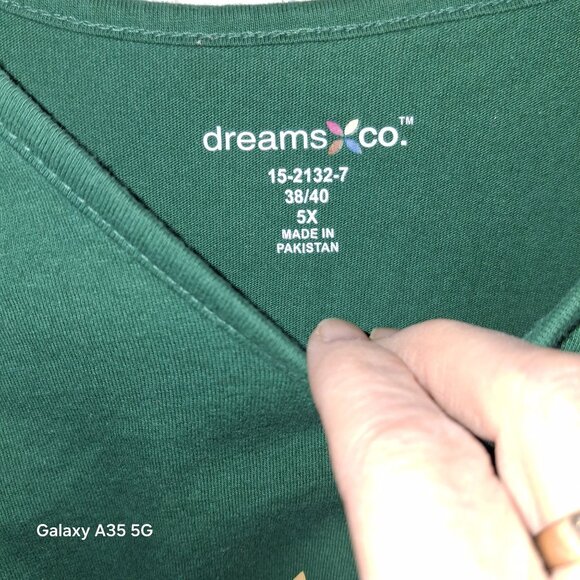 dreams co.™
15-2132-7
38/40
5X
MADE IN
PAKISTAN
Galaxy A35 5G